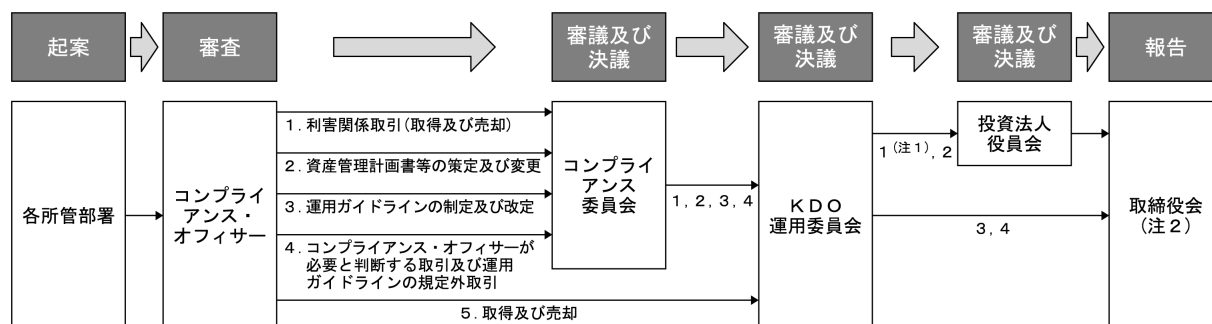 起案
審査
審議及び
決議
審議及び
決議
審議及び
決議
報告
各所管部署
コンプライ
アンス・
オフィサー
1. 利害関係取引(取得及び売却)
2. 資産管理計画書等の策定及び変更
3. 運用ガイドラインの制定及び改定
4. コンプライアンス・オフィサーが
必要と判断する取引及び運用
ガイドラインの規定外取引
5. 取得及び売却
コンプライ
アンス
委員会
1, 2, 3, 4
KDO
運用委員会
1(注1), 2
3, 4
投資法人
役員会
取締役会
(注2)